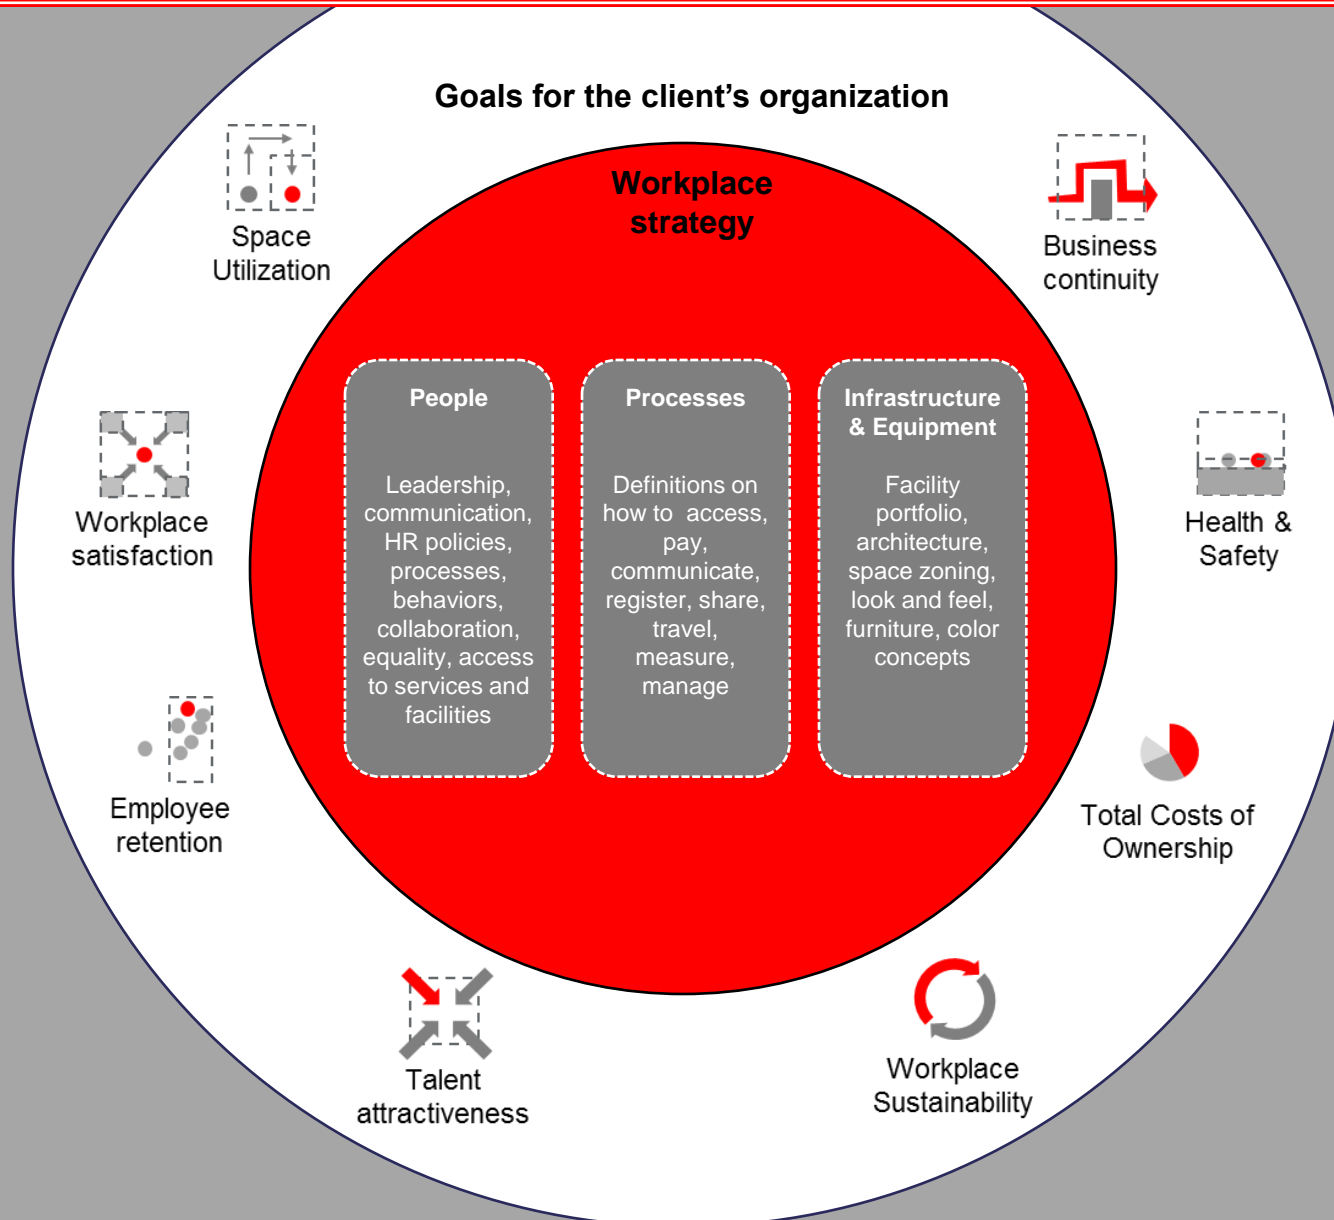 Goals for the client’s organization
Workplace
strategy
Space
Utilization
Business
continuity
People
Leadership,
communication,
HR policies,
processes,
behaviors,
collaboration,
equality, access
to services and
facilities
Processes
Definitions on
how to  access,
pay,
communicate,
register, share,
travel,
measure,
manage
Infrastructure
& Equipment
Facility
portfolio,
architecture,
space zoning,
look and feel,
furniture, color
concepts
Workplace
satisfaction
Health &
Safety
Employee
retention
Total Costs of
Ownership
Talent
attractiveness
Workplace
Sustainability